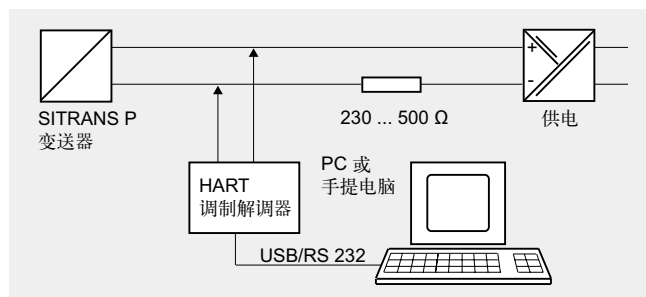 +
-
SITRANS P
变送器
230 ... 500 Ω
供电
PC 或
手提电脑
HART
调制解调器
USB/RS 232